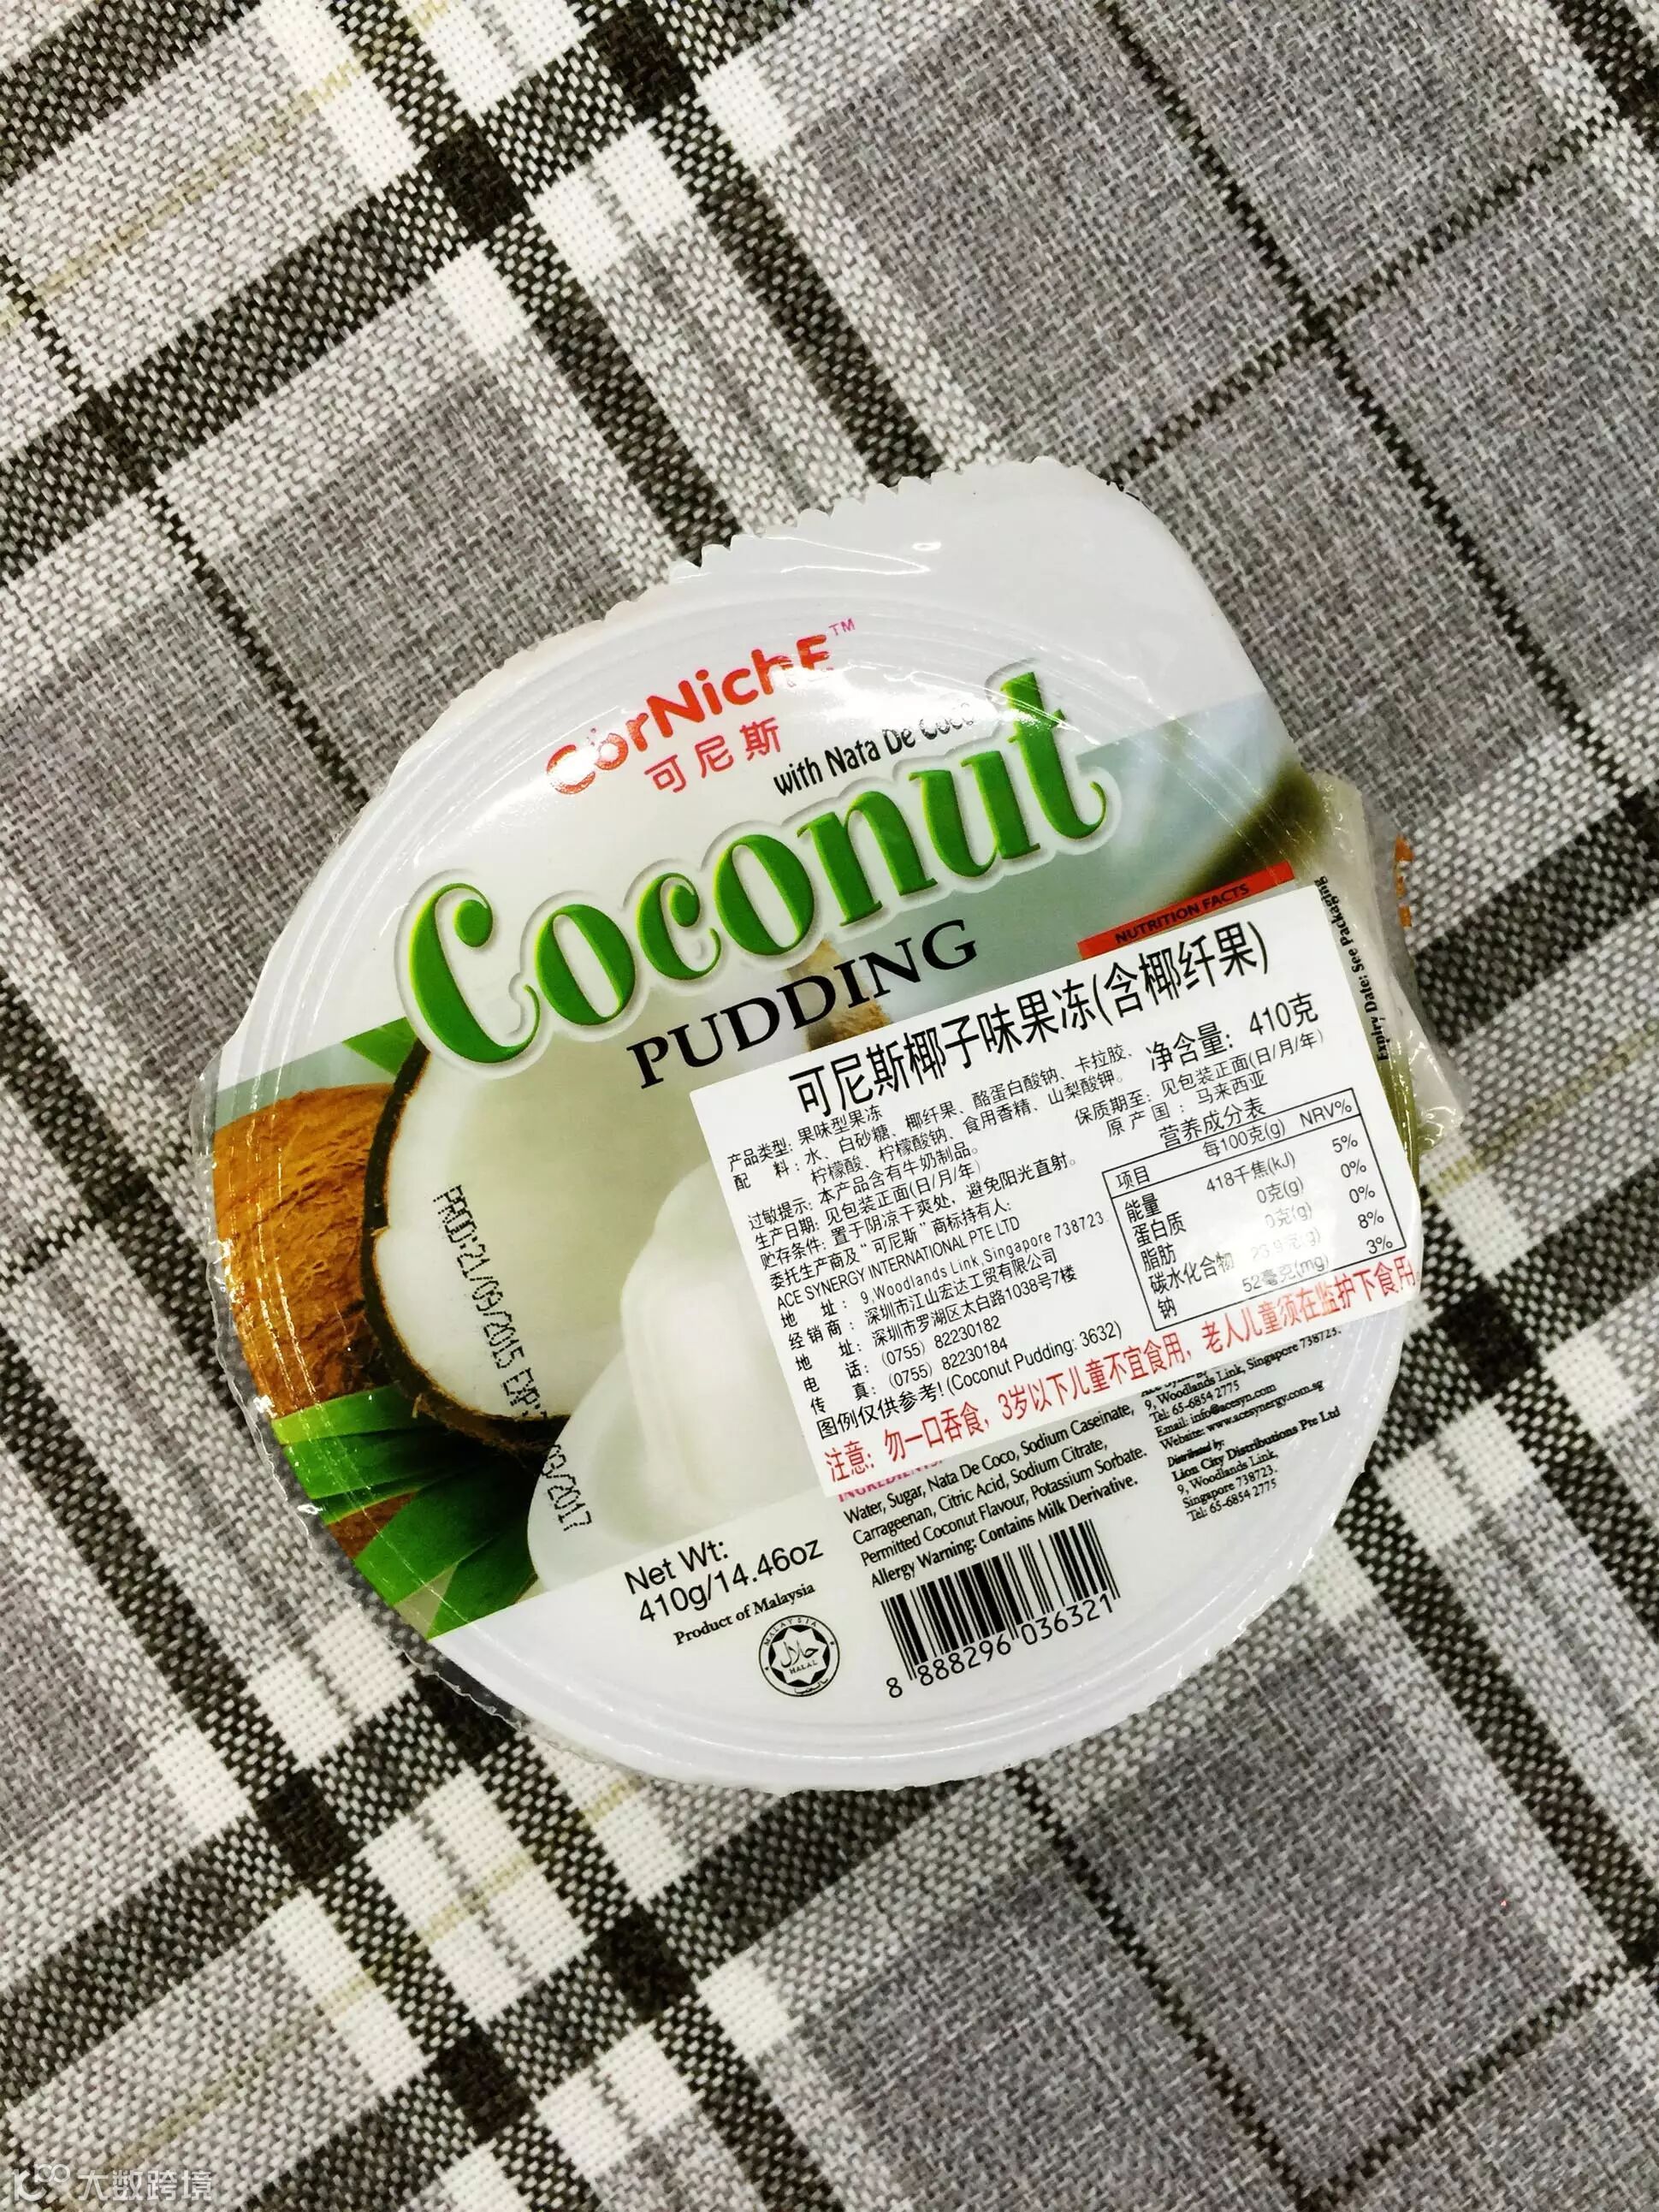 CorNichE™
可尼斯
with Nata De Coco
Coconut
PUDDING
NUTRITION FACTS
Expiry Date: See Packaging
可尼斯椰子味果冻(含椰纤果)
产品类型: 果味型果冻
净含量: 410克
配 料: 水、白砂糖、椰纤果、酪蛋白酸钠、卡拉胶、
柠檬酸、柠檬酸钠、食用香精、山梨酸钾。
过敏提示: 本产品含有牛奶制品。
生产日期: 见包装正面(日/月/年)
贮存条件: 置于阴凉干爽处，避免阳光直射。
委托生产商及"可尼斯"商标持有人:
ACE SYNERGY INTERNATIONAL PTE LTD
地 址: 9, Woodlands Link, Singapore 738723.
经销商: 深圳市江山宏达工贸有限公司
地 址: 深圳市罗湖区太白路1038号7楼
电 话: (0755) 82230182
传 真: (0755) 82230184
图例仅供参考! (Coconut Pudding: 3632)
保质期至: 见包装正面(日/月/年)
原产国: 马来西亚
营养成分表
项目 每100克(g) NRV%
能量 418千焦(kJ) 5%
蛋白质 0克(g) 0%
脂肪 0克(g) 0%
碳水化合物 23.9克(g) 8%
钠 52毫克(mg) 3%
注意: 勿一口吞食，3岁以下儿童不宜食用，老人儿童须在监护下食用
PROD:21/09/2015 EXP:
09/2017
INGREDIENTS:
Water, Sugar, Nata De Coco, Sodium Caseinate,
Carrageenan, Citric Acid, Sodium Citrate,
Permitted Coconut Flavour, Potassium Sorbate.
Allergy Warning: Contains Milk Derivative.
9, Woodlands Link, Singapore 738723.
Tel: 65-6854 2775
Email: info@acesyn.com
Website: www.acesynergy.com.sg
Distributed by:
Lion City Distributions Pte Ltd
9, Woodlands Link,
Singapore 738723.
Tel: 65-6854 2775
Net Wt:
410g/14.46oz
Product of Malaysia
MALAYSIA
حلال
HALAL
8 888296 036321
大数跨境